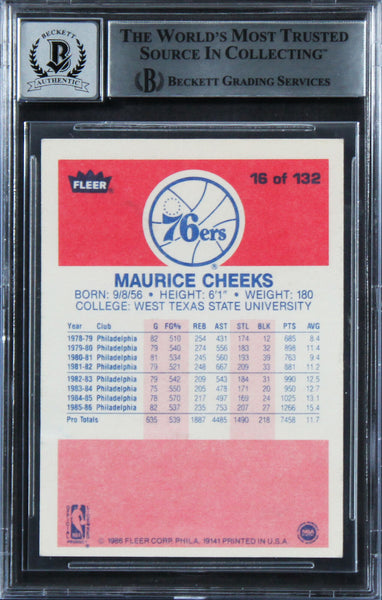 BECKETT
B
AUTHENTIC
THE WORLD'S MOST TRUSTED
SOURCE IN COLLECTING™
B BECKETT GRADING SERVICES
FLEER
16 of 132
76ers
®
MAURICE CHEEKS
BORN: 9/8/56 • HEIGHT: 6'1" • WEIGHT: 180
COLLEGE: WEST TEXAS STATE UNIVERSITY
Year Club G FG% REB AST STL BLK PTS AVG
1978-79 Philadelphia 82 510 254 431 174 12 685 8.4
1979-80 Philadelphia 79 540 274 556 183 32 898 11.4
1980-81 Philadelphia 81 534 245 560 193 39 763 9.4
1981-82 Philadelphia 79 521 248 667 209 33 881 11.2
1982-83 Philadelphia 79 542 209 543 184 31 990 12.5
1983-84 Philadelphia 75 550 205 478 171 20 950 12.7
1984-85 Philadelphia 78 570 217 497 169 24 1025 13.1
1985-86 Philadelphia 82 537 235 753 207 27 1266 15.4
Pro Totals 635 539 1887 4485 1490 218 7458 11.7
NBA
© 1986 FLEER CORP. PHILA. 19141 PRINTED IN U.S.A.